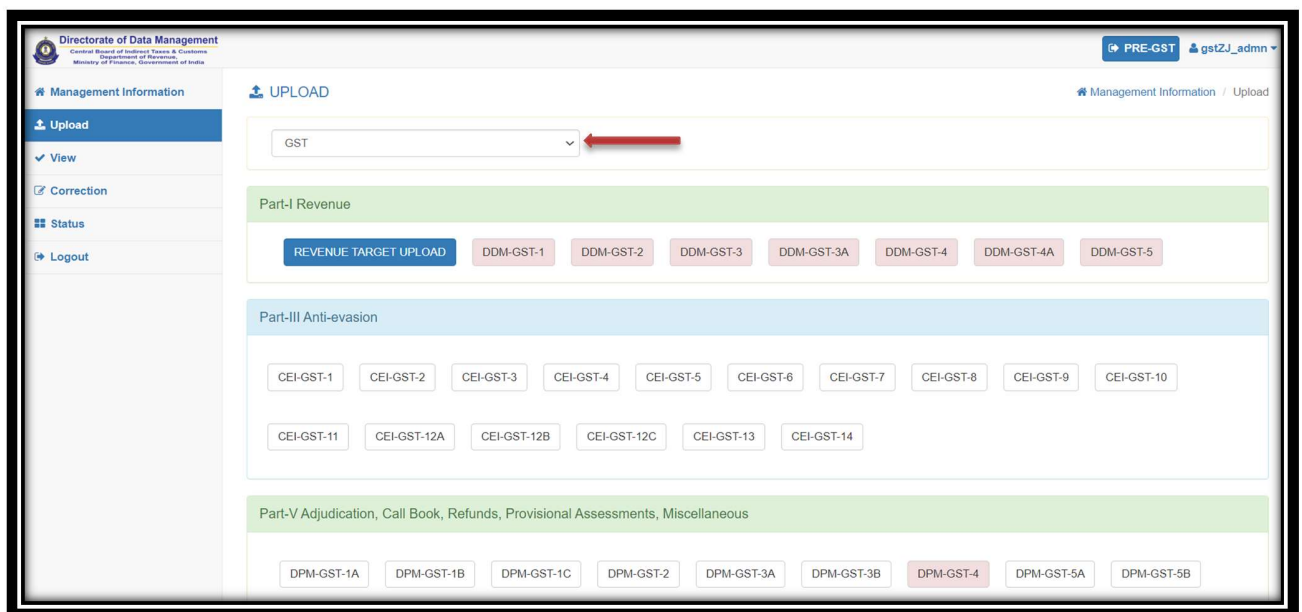 Directorate of Data Management
Central Board of Indirect Taxes & Customs
Department of Revenue,
Ministry of Finance, Government of India
PRE-GST gstZJ_admn
Management Information
UPLOAD
Management Information / Upload
Upload
GST
View
Correction
Status
Logout
Part-I Revenue
REVENUE TARGET UPLOAD DDM-GST-1 DDM-GST-2 DDM-GST-3 DDM-GST-3A DDM-GST-4 DDM-GST-4A DDM-GST-5
Part-III Anti-evasion
CEI-GST-1 CEI-GST-2 CEI-GST-3 CEI-GST-4 CEI-GST-5 CEI-GST-6 CEI-GST-7 CEI-GST-8 CEI-GST-9 CEI-GST-10
CEI-GST-11 CEI-GST-12A CEI-GST-12B CEI-GST-12C CEI-GST-13 CEI-GST-14
Part-V Adjudication, Call Book, Refunds, Provisional Assessments, Miscellaneous
DPM-GST-1A DPM-GST-1B DPM-GST-1C DPM-GST-2 DPM-GST-3A DPM-GST-3B DPM-GST-4 DPM-GST-5A DPM-GST-5B